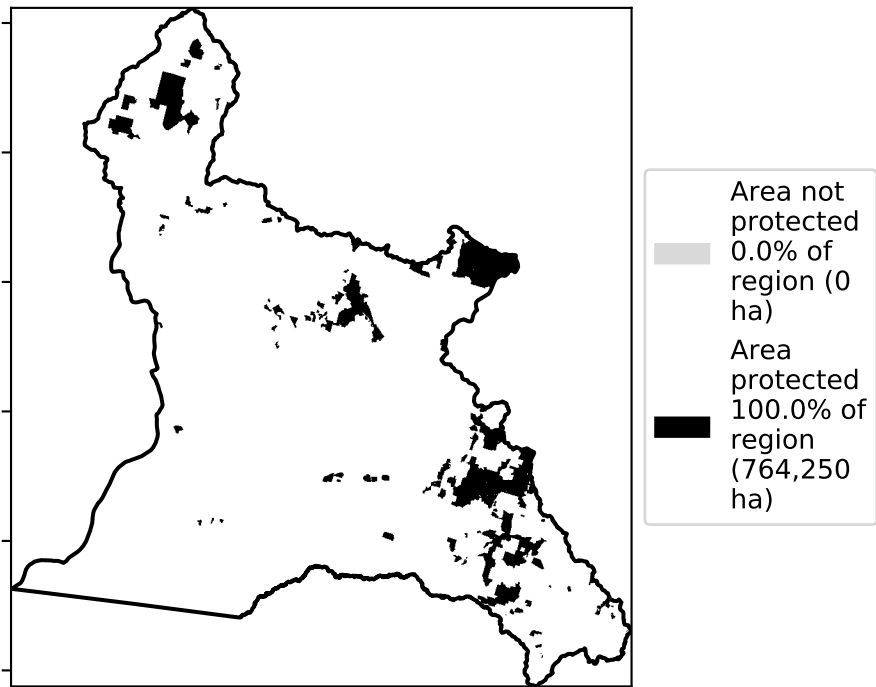 Area not
protected
0.0% of
region (0
ha)
Area
protected
100.0% of
region
(764,250
ha)